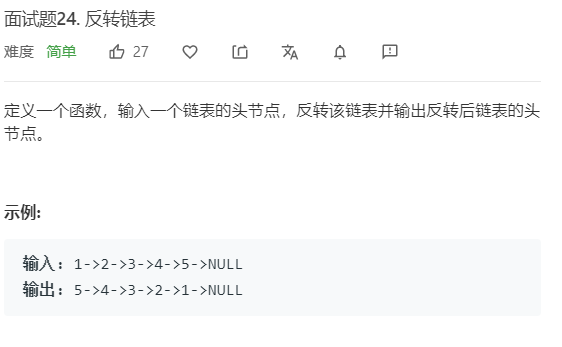 面试题24. 反转链表
难度 简单 27
定义一个函数，输入一个链表的头节点，反转该链表并输出反转后链表的头
节点。
示例:
输入: 1->2->3->4->5->NULL
输出: 5->4->3->2->1->NULL